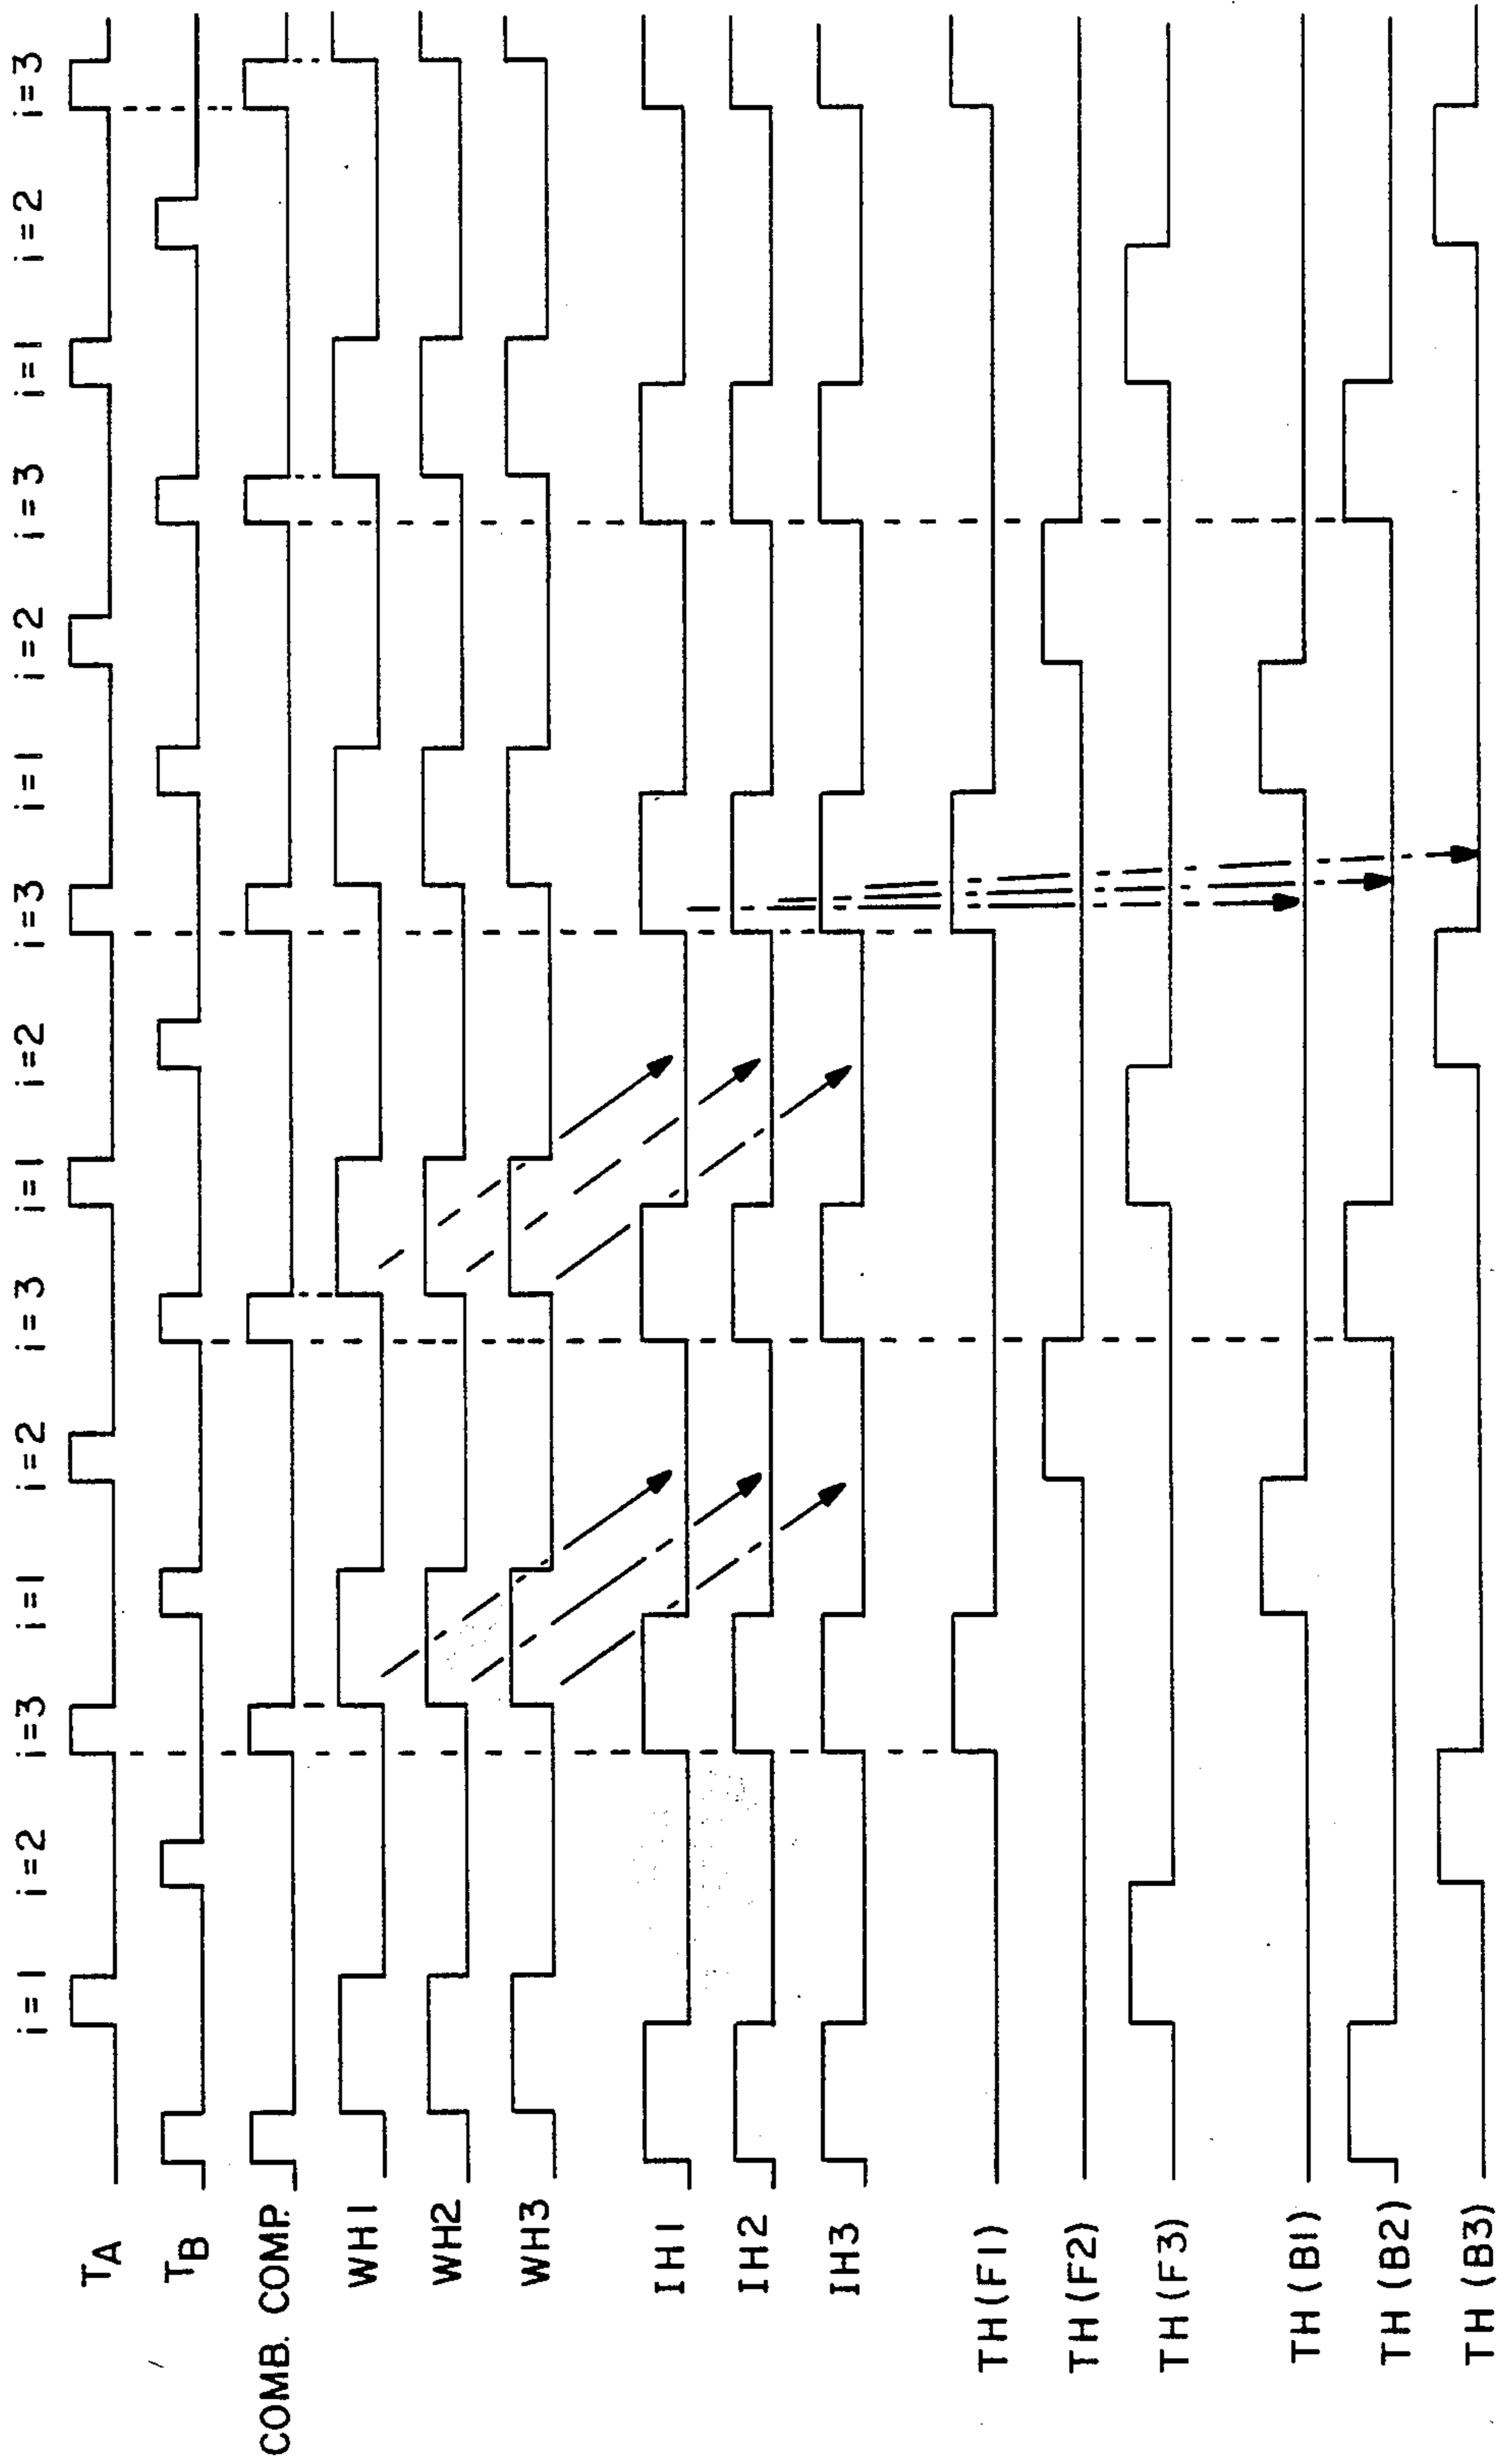 i=1 i=2 i=3 i=1 i=2 i=3 i=1 i=2 i=3 i=1 i=2 i=3 i=1 i=2 i=3
TA
TB
COMB. COMP.
WH1
WH2
WH3
IH1
IH2
IH3
TH(F1)
TH(F2)
TH(F3)
TH(B1)
TH(B2)
TH(B3)